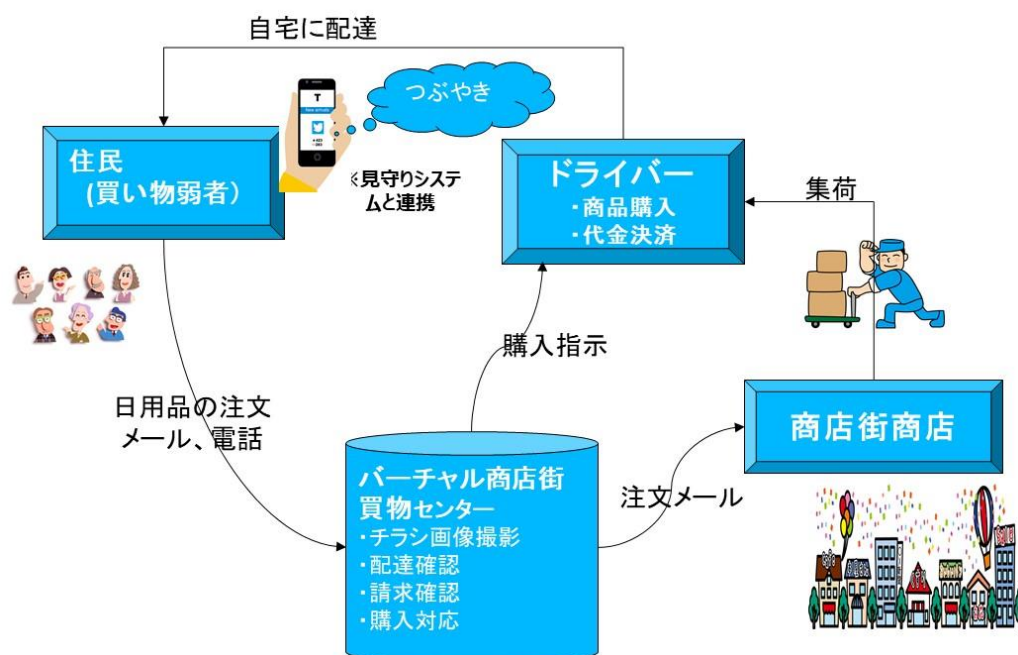 自宅に配達
つぶやき
住民
(買い物弱者）
※見守りシステ
ムと連携
ドライバー
・商品購入
・代金決済
集荷
購入指示
日用品の注文
メール、電話
商店街商店
バーチャル商店街
買物センター
・チラシ画像撮影
・配達確認
・請求確認
・購入対応
注文メール